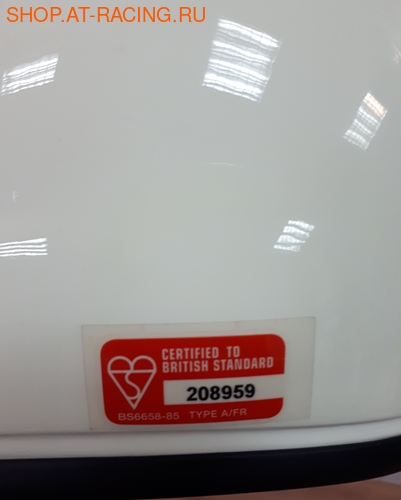 SHOP.AT-RACING.RU
CERTIFIED TO
BRITISH STANDARD
208959
BS6658-85 TYPE A/FR